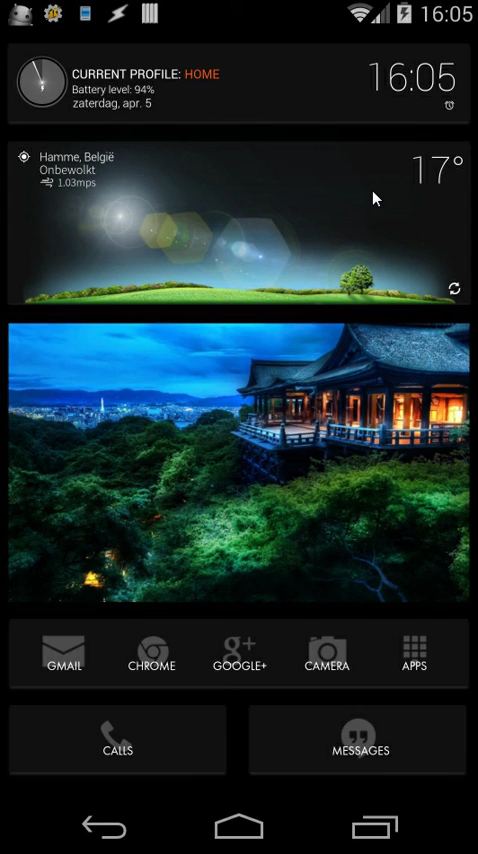 16:05
CURRENT PROFILE: HOME
Battery level: 94%
zaterdag, apr. 5
16:05
Hamme, België
Onbewolkt
1.03mps
17°
g+
GMAIL
CHROME
GOOGLE+
CAMERA
APPS
CALLS
MESSAGES